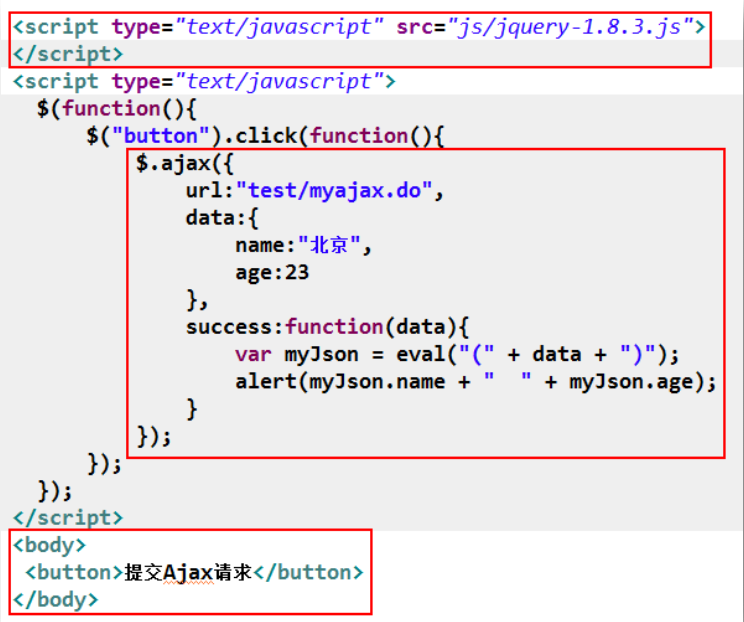 <script type="text/javascript" src="js/jquery-1.8.3.js">
</script>
<script type="text/javascript">
$(function(){
$("button").click(function(){
$.ajax({
url:"test/myajax.do",
data:{
name:"北京",
age:23
},
success:function(data){
var myJson = eval("(" + data + ")");
alert(myJson.name + "  " + myJson.age);
}
});
});
});
</script>
<body>
<button>提交Ajax请求</button>
</body>